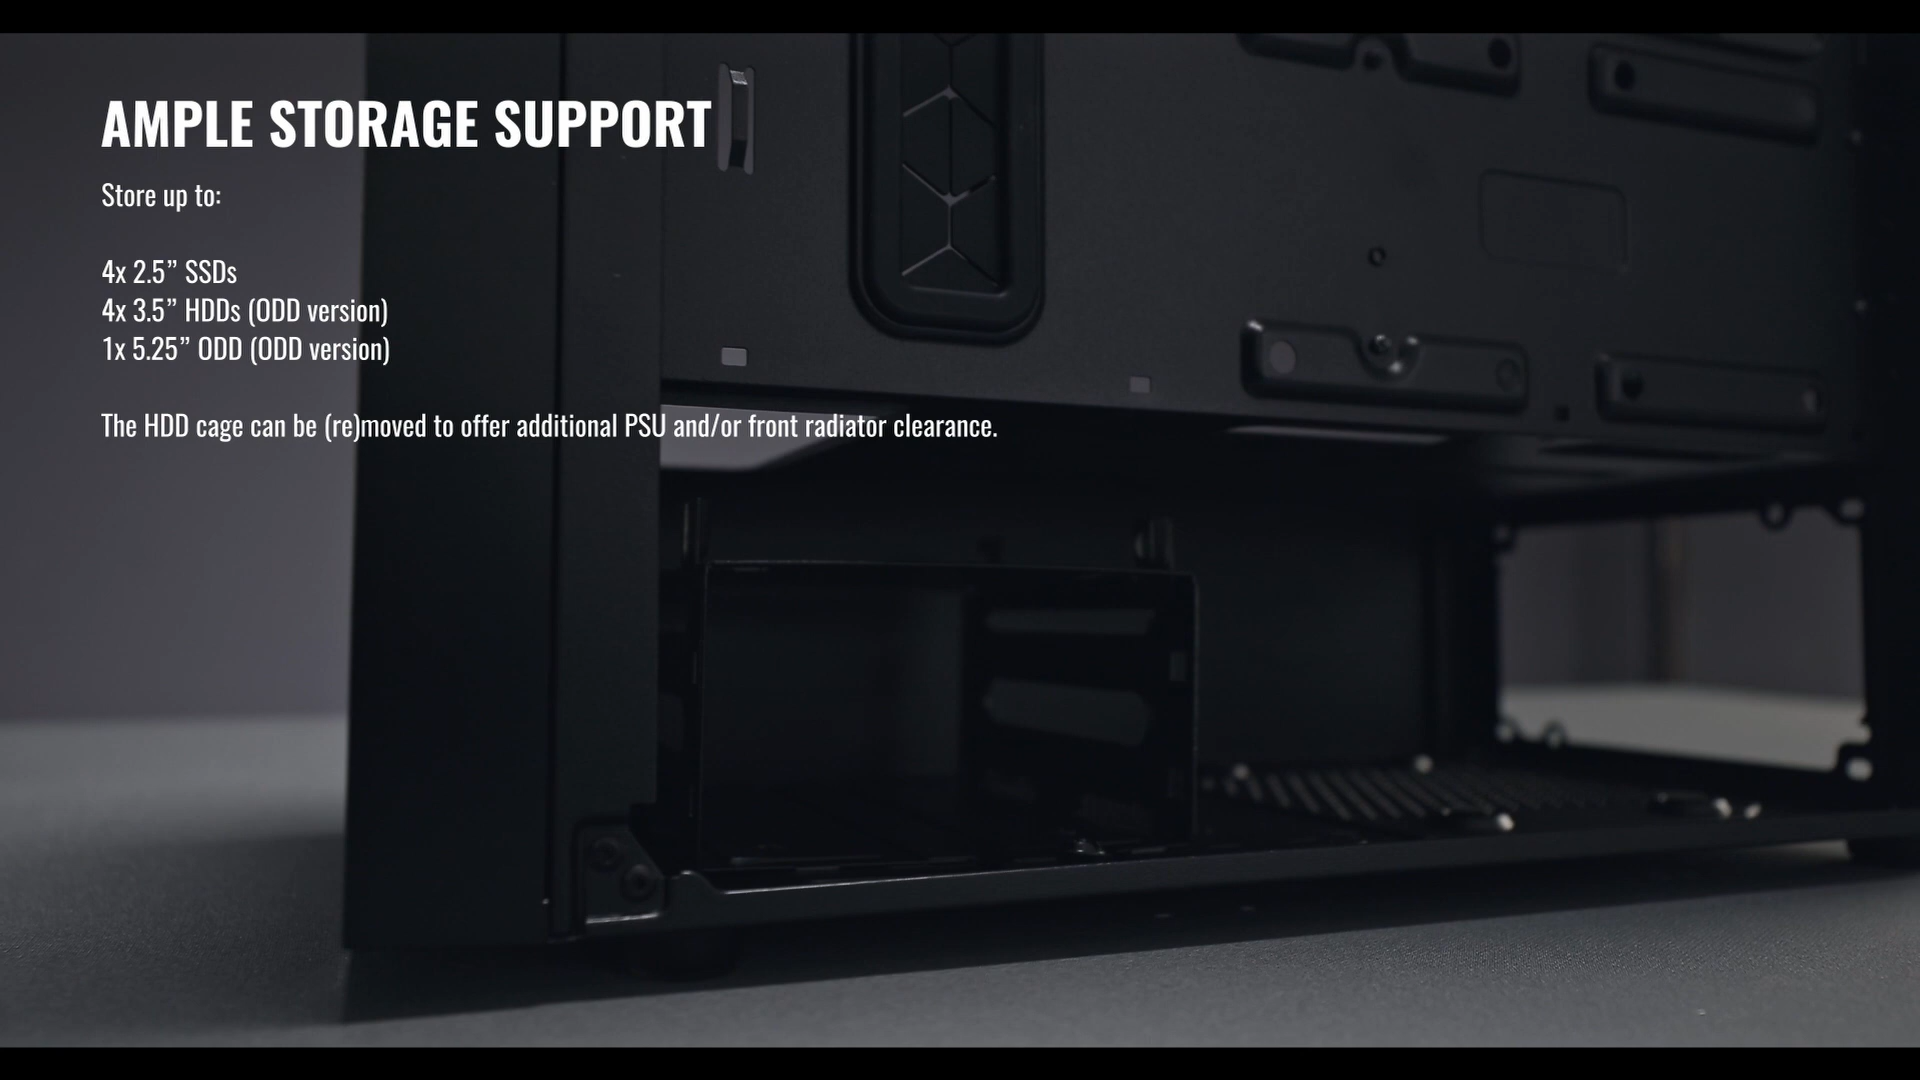 AMPLE STORAGE SUPPORT
Store up to:
4x 2.5” SSDs
4x 3.5” HDDs (ODD version)
1x 5.25” ODD (ODD version)
The HDD cage can be (re)moved to offer additional PSU and/or front radiator clearance.